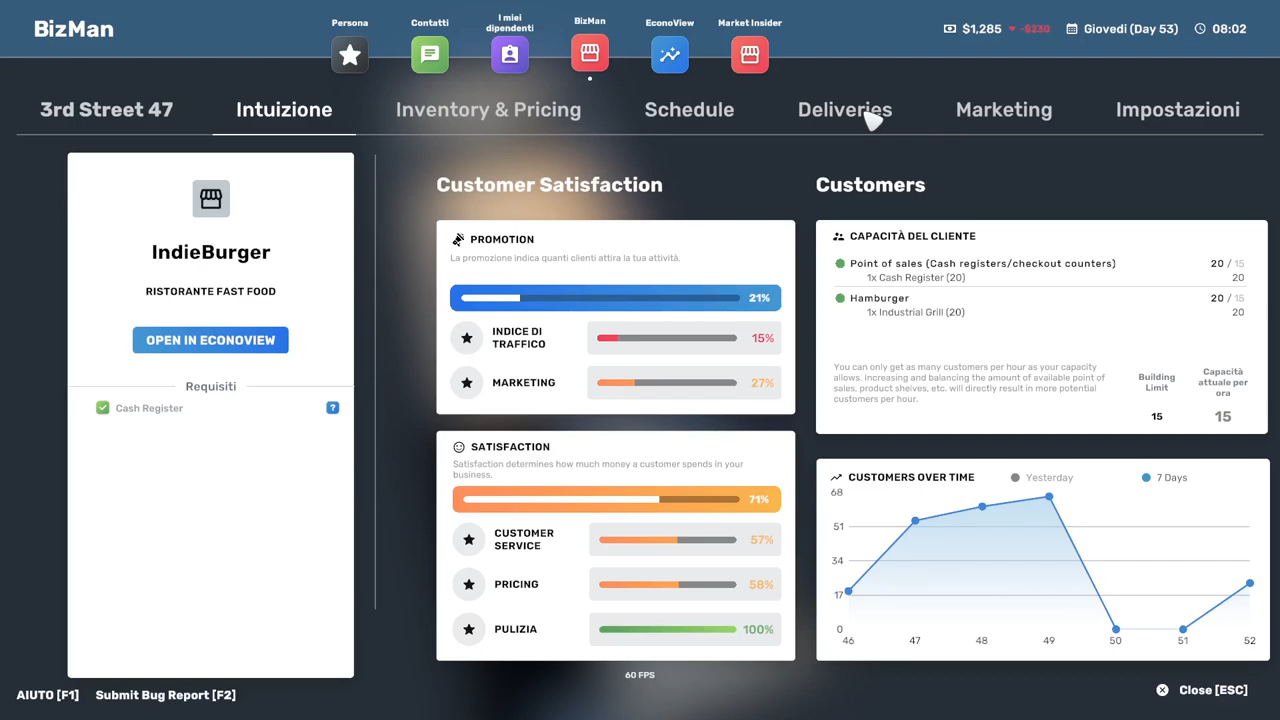 BizMan
Persona
Contatti
I miei
dipendenti
BizMan
EconoView
Market Insider
$1,285
-$230
Giovedi (Day 53)
08:02
3rd Street 47
Intuizione
Inventory & Pricing
Schedule
Deliveries
Marketing
Impostazioni
IndieBurger
RISTORANTE FAST FOOD
OPEN IN ECONOVIEW
Requisiti
Cash Register
?
Customer Satisfaction
PROMOTION
La promozione indica quanti clienti attira la tua attività.
21%
INDICE DI
TRAFFICO
15%
MARKETING
27%
SATISFACTION
Satisfaction determines how much money a customer spends in your
business.
71%
CUSTOMER
SERVICE
57%
PRICING
58%
PULIZIA
100%
Customers
CAPACITÀ DEL CLIENTE
Point of sales (Cash registers/checkout counters)
20 / 15
1x Cash Register (20)
20
Hamburger
20 / 15
1x Industrial Grill (20)
20
You can only get as many customers per hour as your capacity
allows. Increasing and balancing the amount of available point of
sales, product shelves, etc. will directly result in more potential
customers per hour.
Building
Limit
15
Capacità
attuale per
ora
15
CUSTOMERS OVER TIME
Yesterday
7 Days
68
51
34
17
0
46 47 48 49 50 51 52
60 FPS
AIUTO [F1]
Submit Bug Report [F2]
Close [ESC]